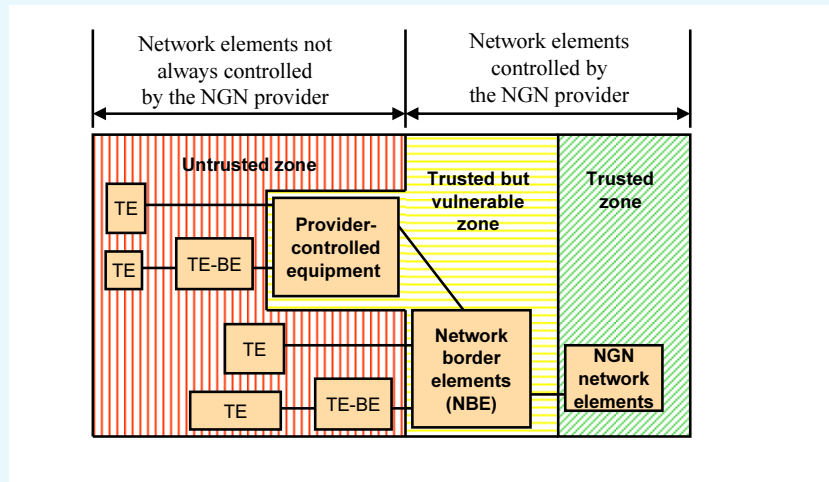 Network elements not
always controlled
by the NGN provider
Network elements
controlled by
the NGN provider
Untrusted zone
Trusted but
vulnerable
zone
Trusted
zone
TE
Provider-
controlled
equipment
TE
TE-BE
TE
Network
border
elements
(NBE)
NGN
network
elements
TE
TE-BE